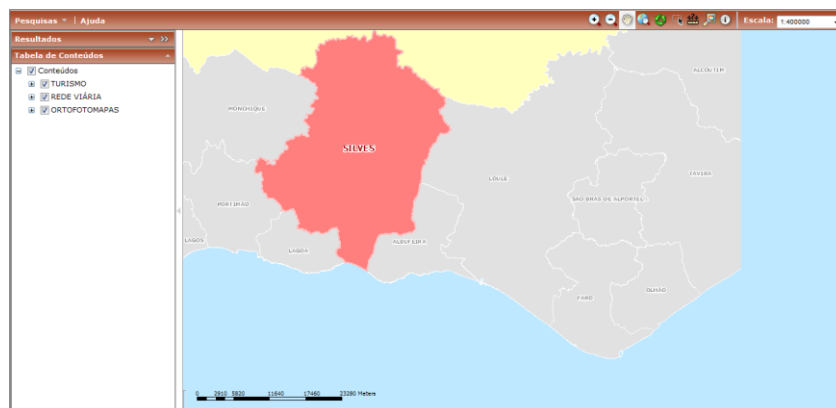 Pesquisas | Ajuda
Escala: 1:400000
Resultados
Tabela de Conteúdos
Conteúdos
TURISMO
REDE VIÁRIA
ORTOFOTOMAPAS
ALCOUTIM
MONCHIQUE
SILVES
LOULÉ
TAVIRA
SÃO BRÁS DE ALPORTEL
PORTIMÃO
LAGOS
LAGOA
ALBUFEIRA
FARO
OLHÃO
0 2910 5820 11640 17460 23280 Meters